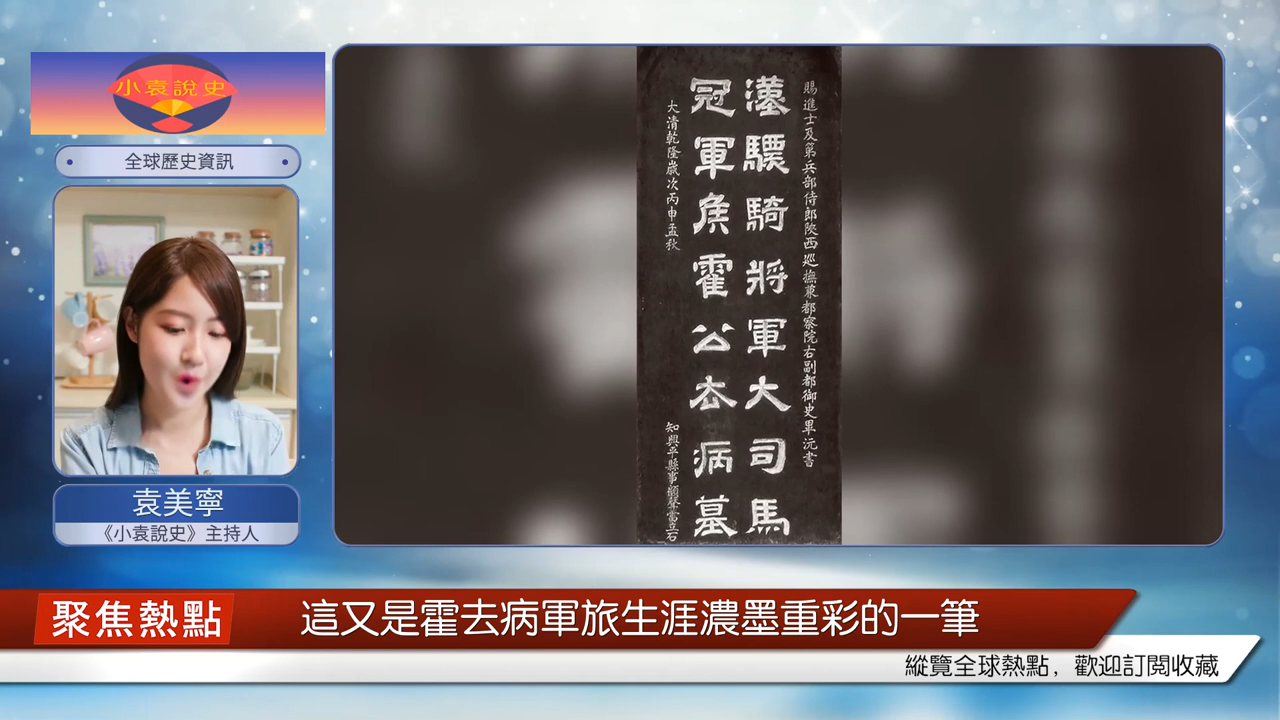 小袁說史
全球歷史資訊
袁美寧
《小袁說史》主持人
賜進士及第兵部侍郎陝西巡撫兼都察院右副都御史畢沅書
漢驃騎將軍大司馬
冠軍侯霍公去病墓
大清乾隆歲次丙申孟秋
知興平縣事顧聲當立石
聚焦熱點
這又是霍去病軍旅生涯濃墨重彩的一筆
縱覽全球熱點，歡迎訂閱收藏